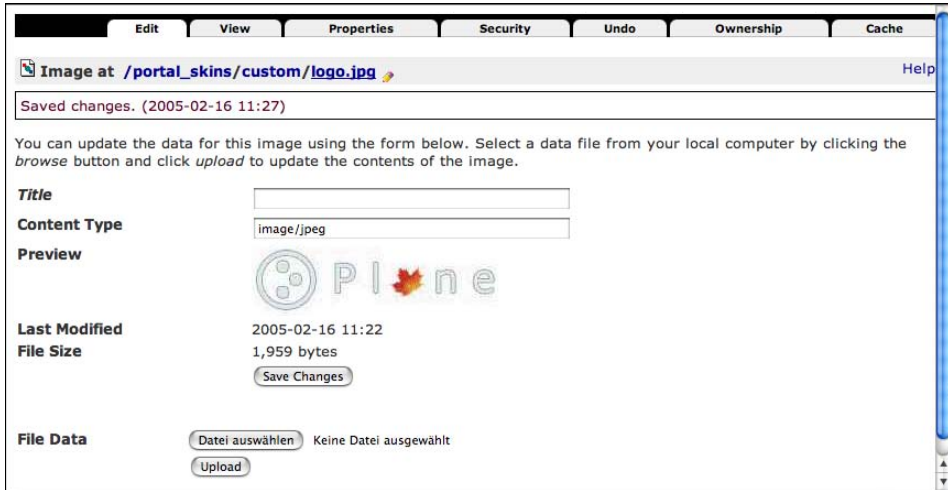 Edit View Properties Security Undo Ownership Cache
Image at /portal_skins/custom/logo.jpg Help
Saved changes. (2005-02-16 11:27)
You can update the data for this image using the form below. Select a data file from your local computer by clicking the
browse button and click upload to update the contents of the image.
Title
Content Type image/jpeg
Preview Plone
Last Modified 2005-02-16 11:22
File Size 1,959 bytes
Save Changes
File Data Datei auswählen Keine Datei ausgewählt
Upload